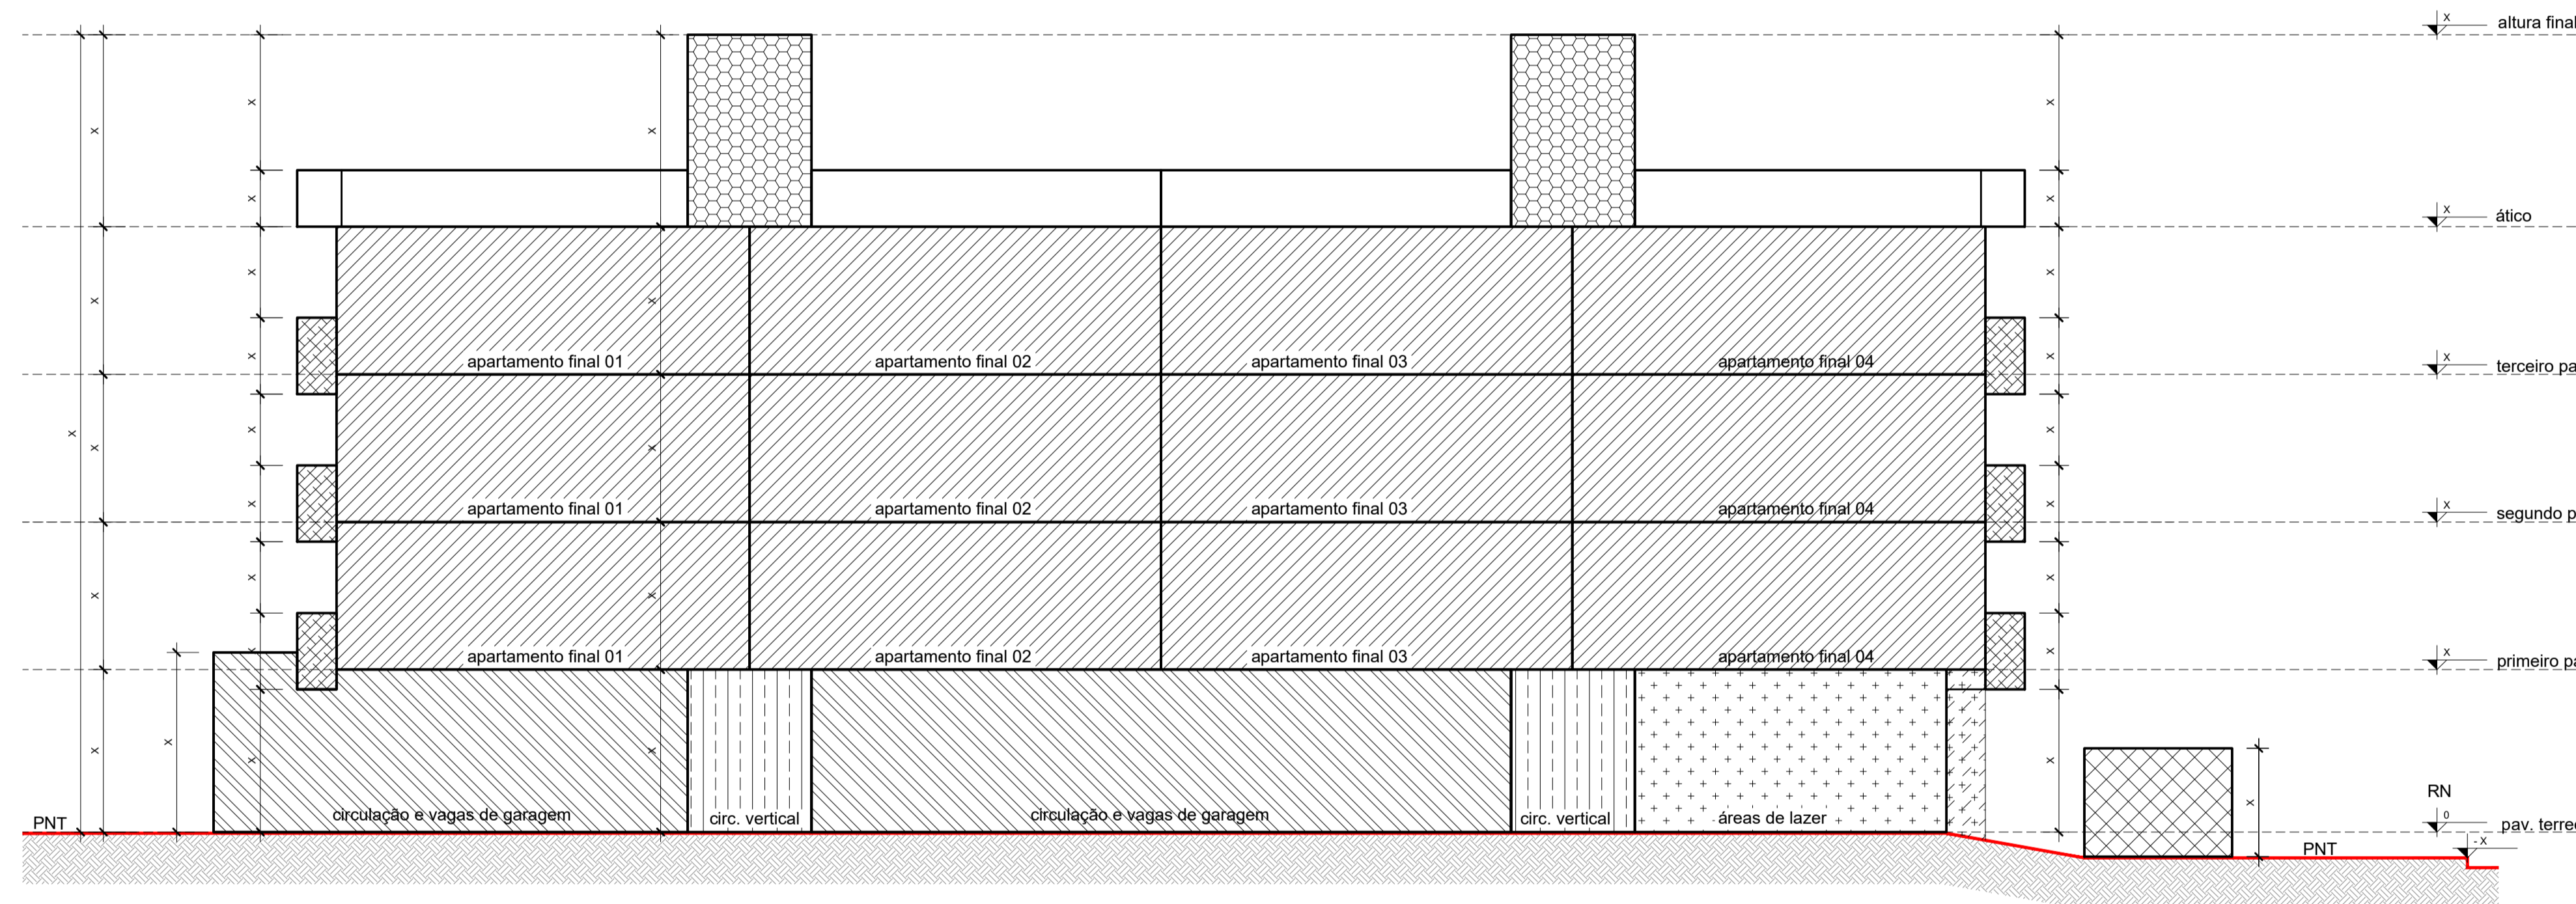 x altura final
x
x
x
x
x
x
x ático
x
x
x
x
x
x
x
apartamento final 01 apartamento final 02 apartamento final 03 apartamento final 04
x terceiro pa
x
x
x
x
x
x
x
apartamento final 01 apartamento final 02 apartamento final 03 apartamento final 04
x segundo p
x
x
x
x
x
x
apartamento final 01 apartamento final 02 apartamento final 03 apartamento final 04
x primeiro pa
x
x
x
x
x
x
RN
PNT
circulação e vagas de garagem circ. vertical circulação e vagas de garagem circ. vertical áreas de lazer
0 pav. terre
PNT
-x